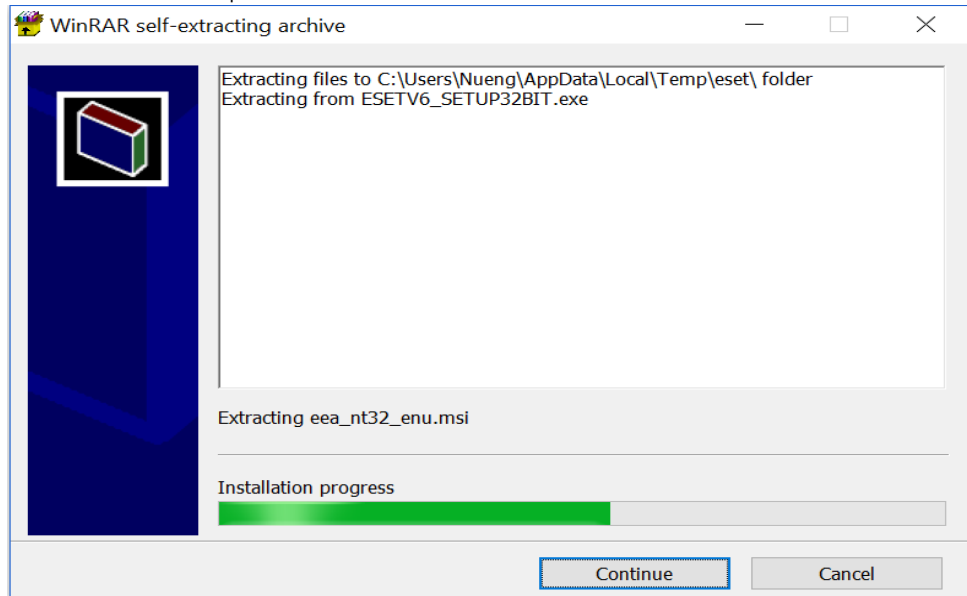 WinRAR self-extracting archive
Extracting files to C:\Users\Nueng\AppData\Local\Temp\eset\ folder
Extracting from ESETV6_SETUP32BIT.exe
Extracting eea_nt32_enu.msi
Installation progress
Continue
Cancel